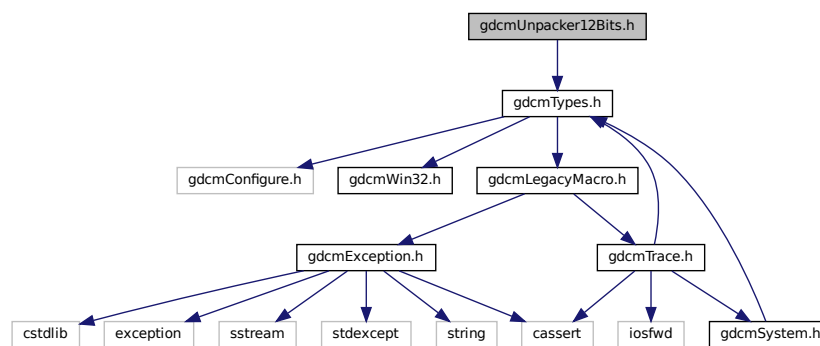 gdcmUnpacker12Bits.h
gdcmTypes.h
gdcmConfigure.h
gdcmWin32.h
gdcmLegacyMacro.h
gdcmException.h
gdcmTrace.h
cstdlib
exception
sstream
stdexcept
string
cassert
iosfwd
gdcmSystem.h